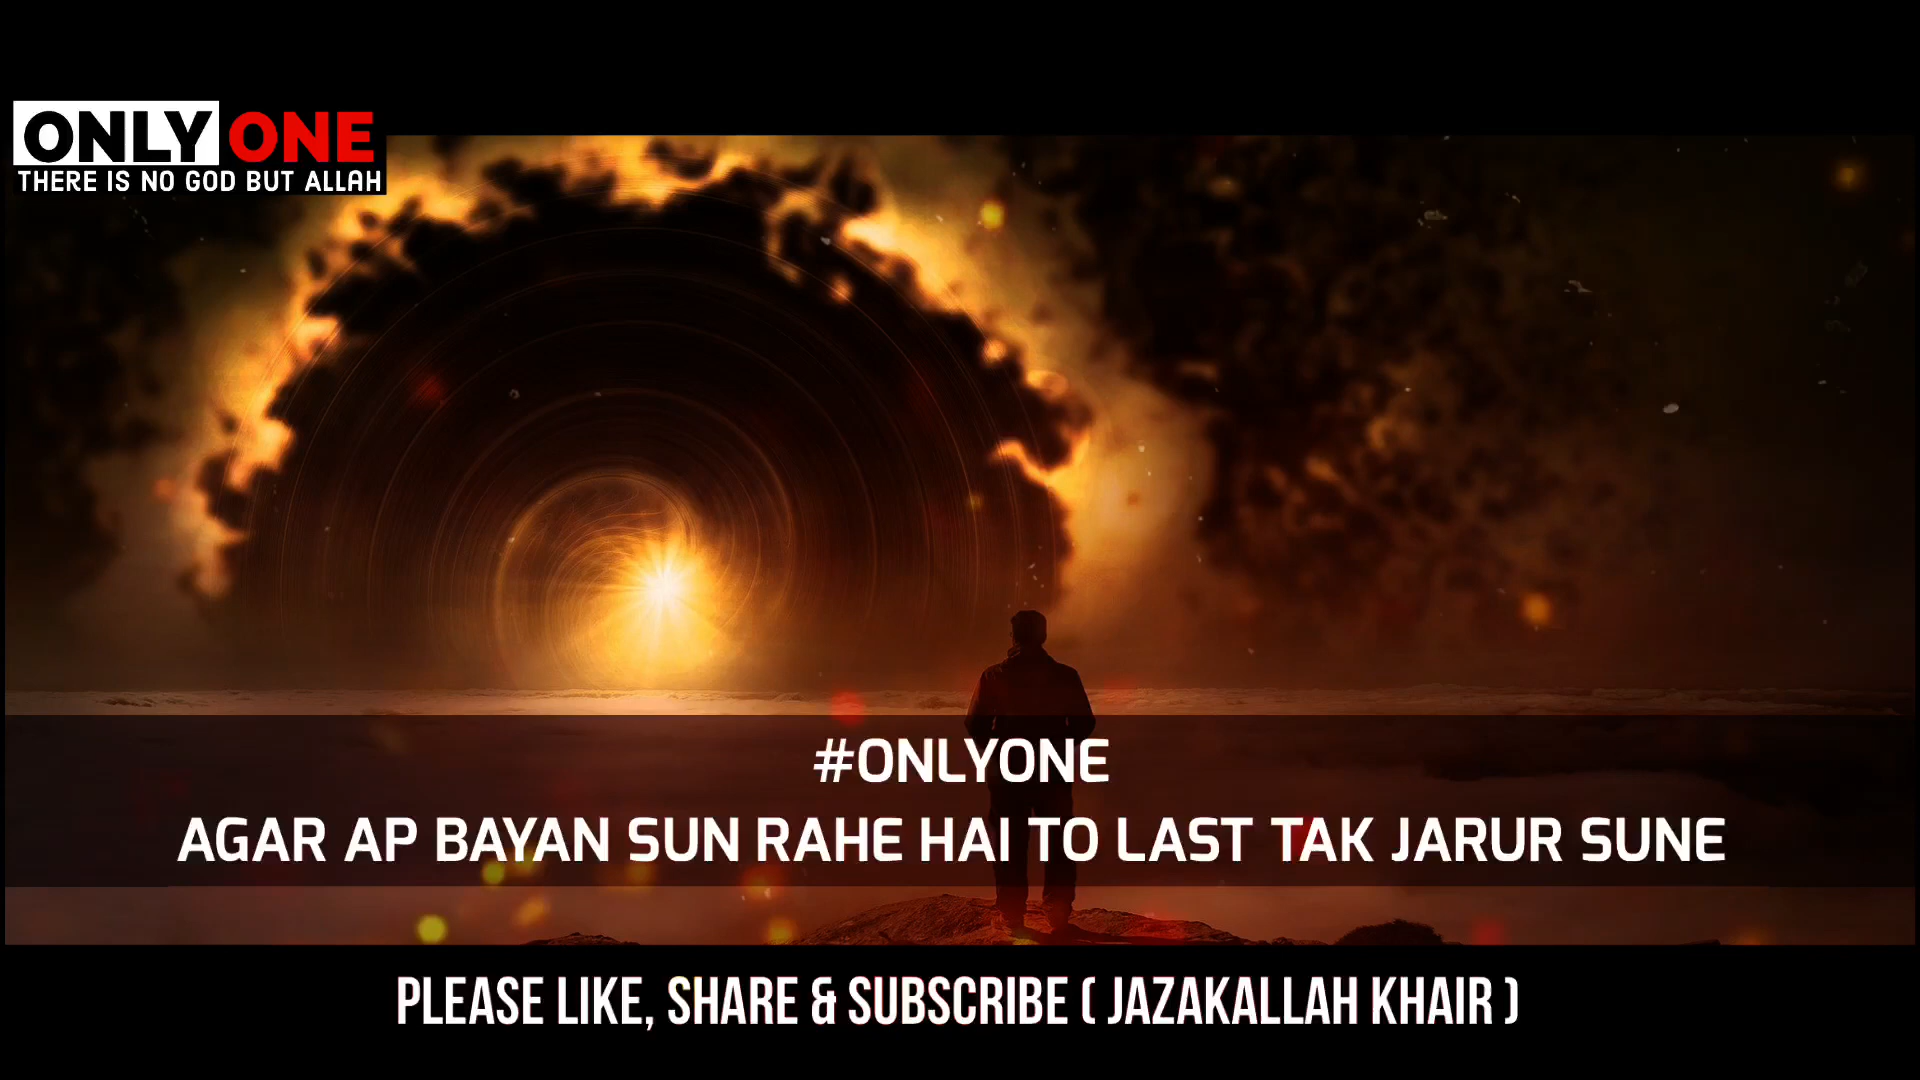 ONLY ONE
THERE IS NO GOD BUT ALLAH
#ONLYONE
AGAR AP BAYAN SUN RAHE HAI TO LAST TAK JARUR SUNE
PLEASE LIKE, SHARE & SUBSCRIBE ( JAZAKALLAH KHAIR )